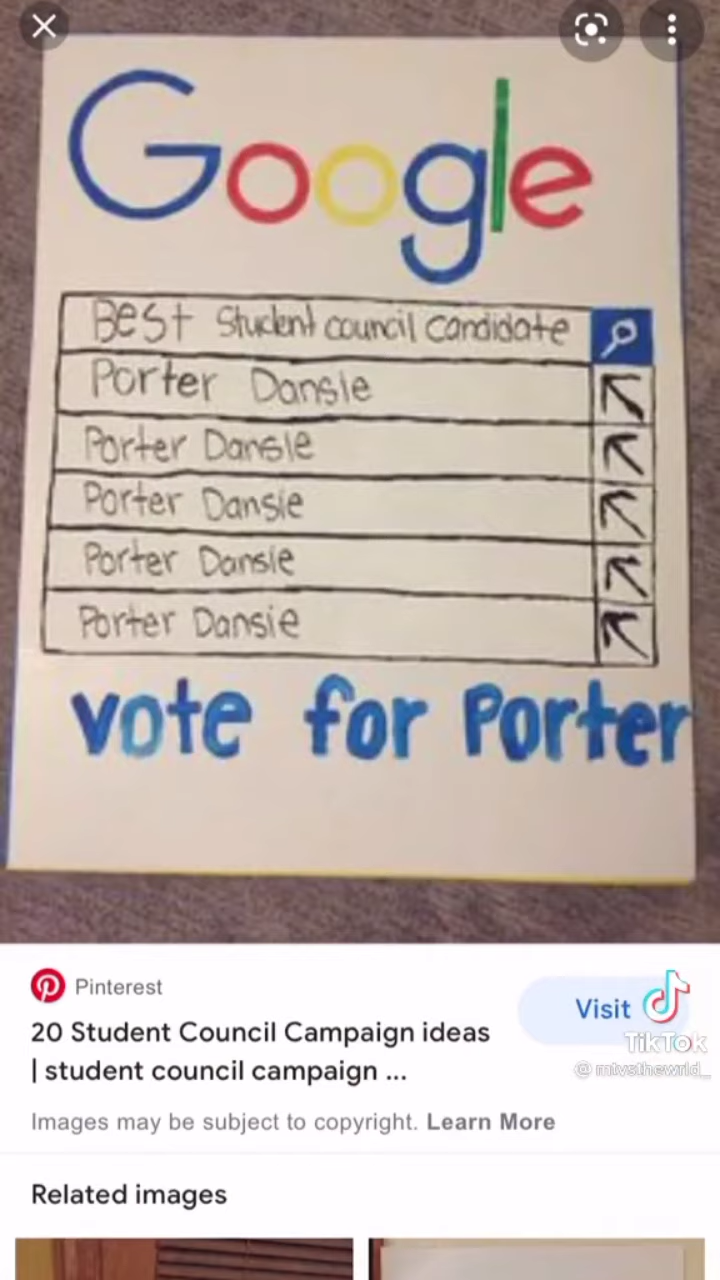 Google
Best Student council candidate
Porter Dansie
Porter Dansie
Porter Dansie
Porter Dansie
Porter Dansie
vote for Porter
Pinterest
Visit
20 Student Council Campaign ideas
| student council campaign ...
TikTok
@mtvsthewrld_
Images may be subject to copyright. Learn More
Related images